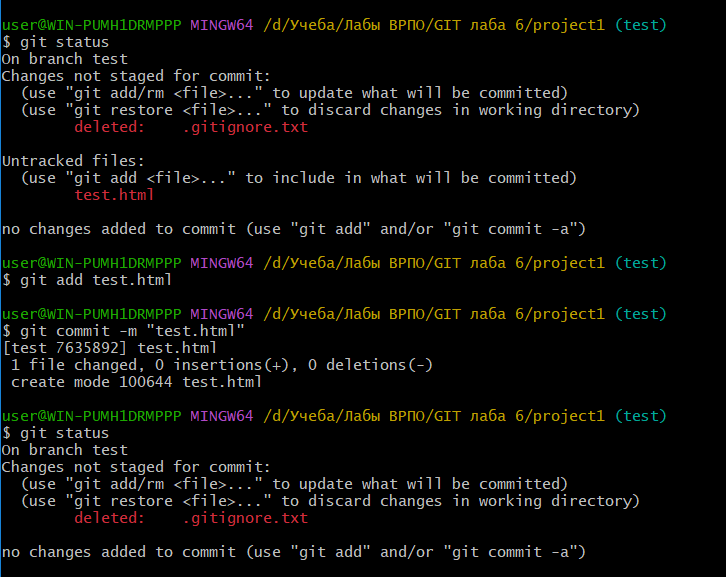 user@WIN-PUMH1DRMPPP MINGW64 /d/Учеба/Лабы ВРПО/GIT лаба 6/project1 (test)
$ git status
On branch test
Changes not staged for commit:
  (use "git add/rm <file>..." to update what will be committed)
  (use "git restore <file>..." to discard changes in working directory)
        deleted:    .gitignore.txt

Untracked files:
  (use "git add <file>..." to include in what will be committed)
        test.html

no changes added to commit (use "git add" and/or "git commit -a")

user@WIN-PUMH1DRMPPP MINGW64 /d/Учеба/Лабы ВРПО/GIT лаба 6/project1 (test)
$ git add test.html

user@WIN-PUMH1DRMPPP MINGW64 /d/Учеба/Лабы ВРПО/GIT лаба 6/project1 (test)
$ git commit -m "test.html"
[test 7635892] test.html
 1 file changed, 0 insertions(+), 0 deletions(-)
 create mode 100644 test.html

user@WIN-PUMH1DRMPPP MINGW64 /d/Учеба/Лабы ВРПО/GIT лаба 6/project1 (test)
$ git status
On branch test
Changes not staged for commit:
  (use "git add/rm <file>..." to update what will be committed)
  (use "git restore <file>..." to discard changes in working directory)
        deleted:    .gitignore.txt

no changes added to commit (use "git add" and/or "git commit -a")